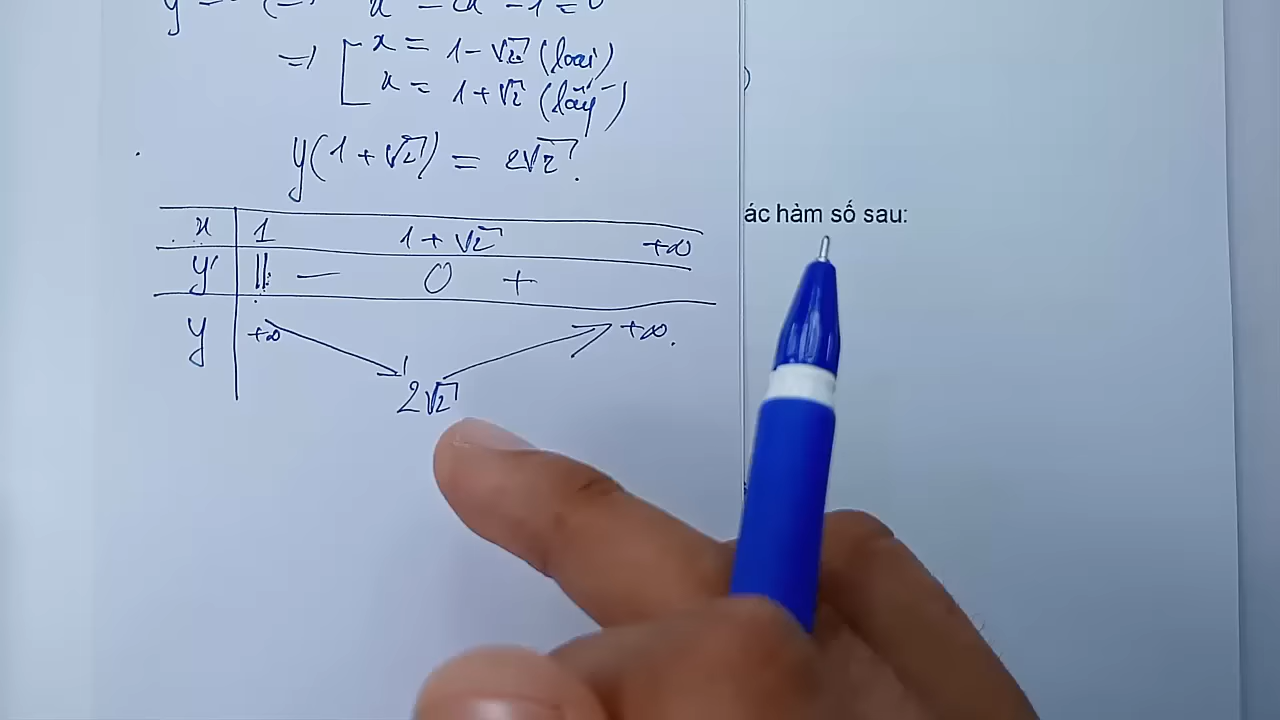 x = 1 - √2 (loại)
=> [ x = 1 + √2 (lấy)
y(1 + √2) = 2√2.
x 1 1 + √2 +∞
y' || — 0 +
y +∞ 2√2 +∞.
ác hàm số sau: